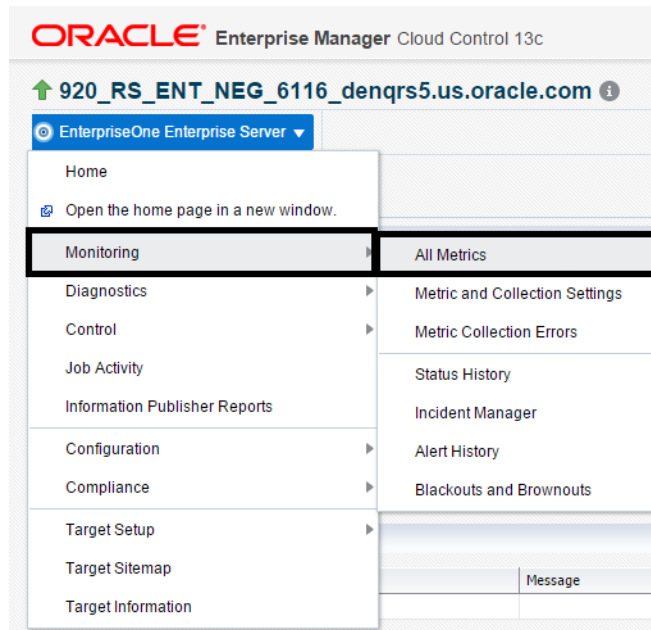 ORACLE Enterprise Manager Cloud Control 13c
920_RS_ENT_NEG_6116_denqrs5.us.oracle.com
EnterpriseOne Enterprise Server
Home
Open the home page in a new window.
Monitoring
Diagnostics
Control
Job Activity
Information Publisher Reports
Configuration
Compliance
Target Setup
Target Sitemap
Target Information
All Metrics
Metric and Collection Settings
Metric Collection Errors
Status History
Incident Manager
Alert History
Blackouts and Brownouts
Message